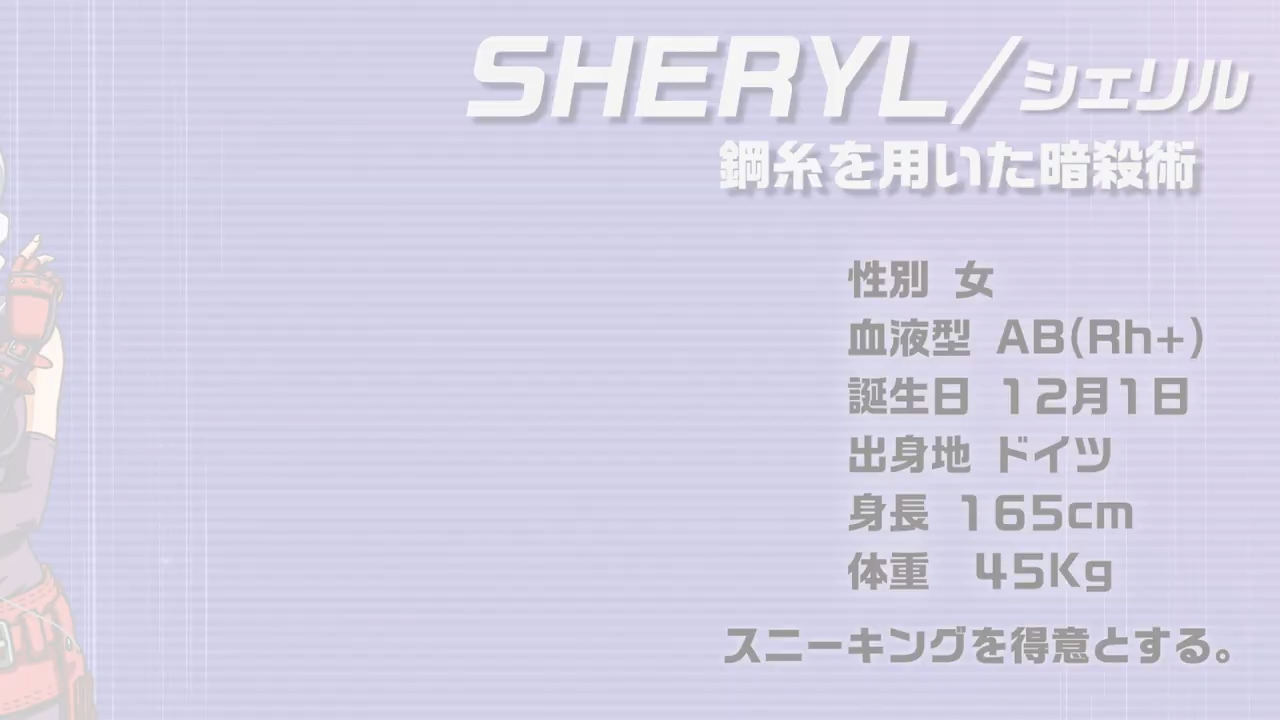 SHERYL/シェリル
鋼糸を用いた暗殺術
性別 女
血液型 AB(Rh+)
誕生日 12月1日
出身地 ドイツ
身長 165cm
体重 45Kg
スニーキングを得意とする。